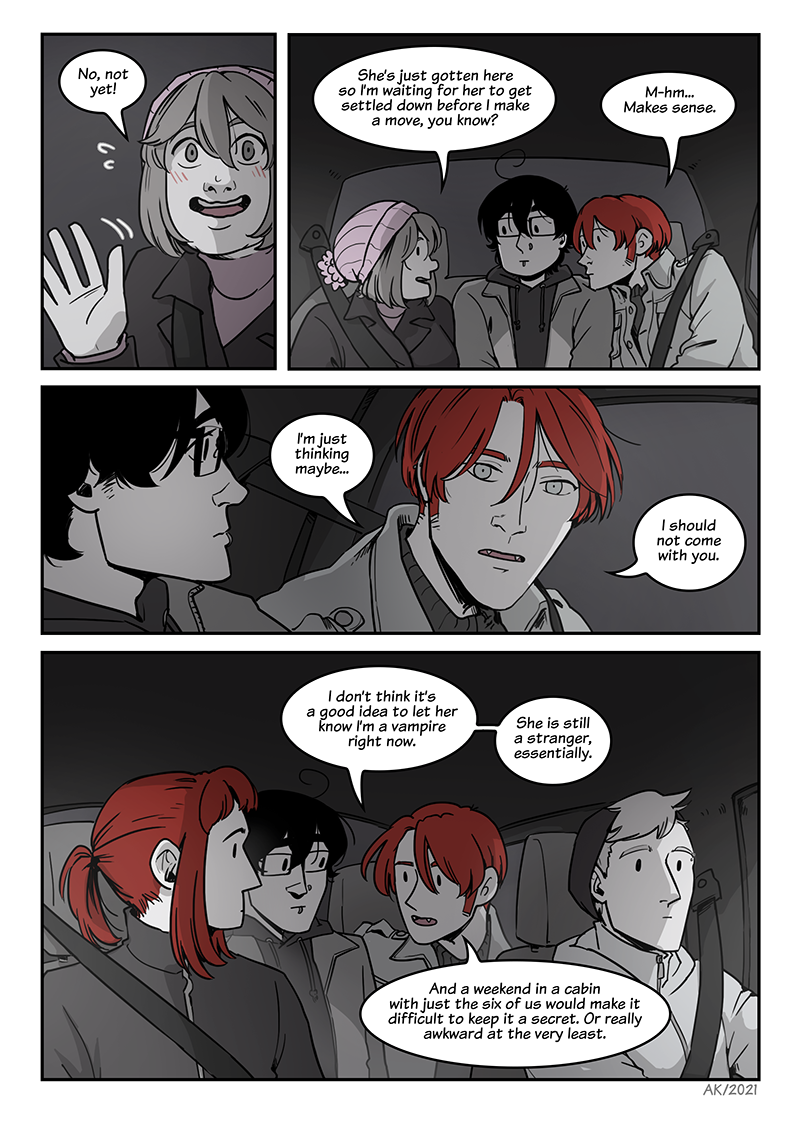 No, not
yet!
She's just gotten here
so I'm waiting for her to get
settled down before I make
a move, you know?
M-hm...
Makes sense.
I'm just
thinking
maybe...
I should
not come
with you.
I don't think it's
a good idea to let her
know I'm a vampire
right now.
She is still
a stranger,
essentially.
And a weekend in a cabin
with just the six of us would make it
difficult to keep it a secret. Or really
awkward at the very least.
AK/2021